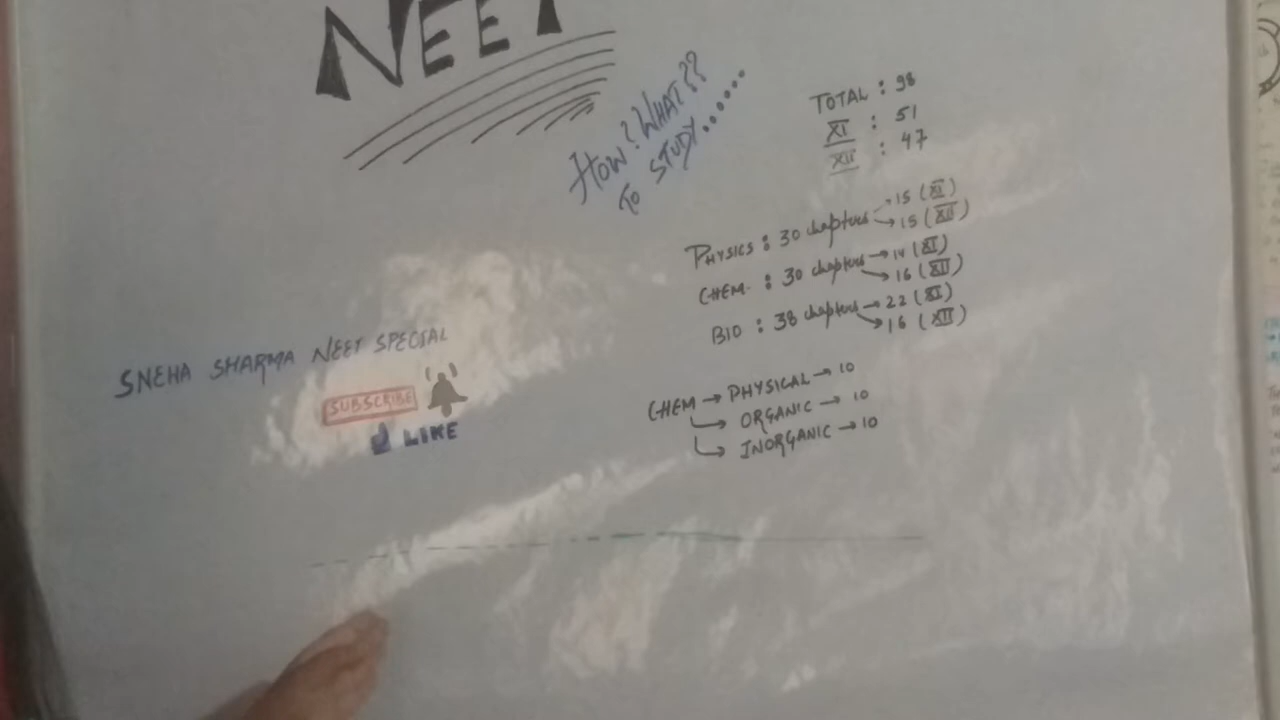 NEET
HOW? WHAT??
TO STUDY.......
TOTAL : 98
XI : 51
XII : 47
PHYSICS : 30 chapters → 15 (XI)
→ 15 (XII)
CHEM. : 30 chapters → 14 (XI)
→ 16 (XII)
BIO : 38 chapters → 22 (XI)
→ 16 (XII)
SNEHA SHARMA NEET SPECIAL
SUBSCRIBE
LIKE
CHEM → PHYSICAL → 10
→ ORGANIC → 10
→ INORGANIC → 10